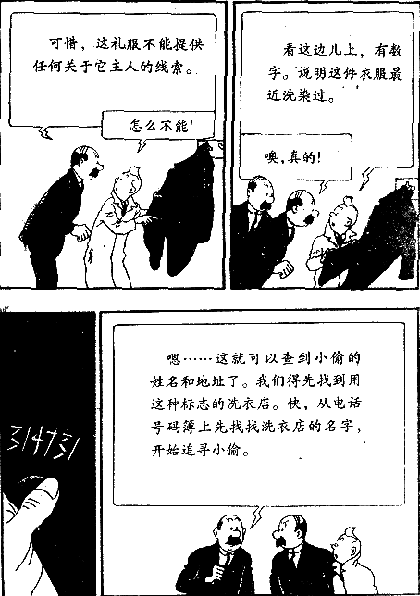 可惜，这礼服不能提供
任何关于它主人的线索。
怎么不能！
看这边儿上，有数
字。说明这件衣服最
近洗染过。
噢，真的！
314731
嗯……这就可以查到小偷的
姓名和地址了。我们得先找到用
这种标志的洗衣店。快，从电话
号码簿上先找找洗衣店的名字，
开始追寻小偷。